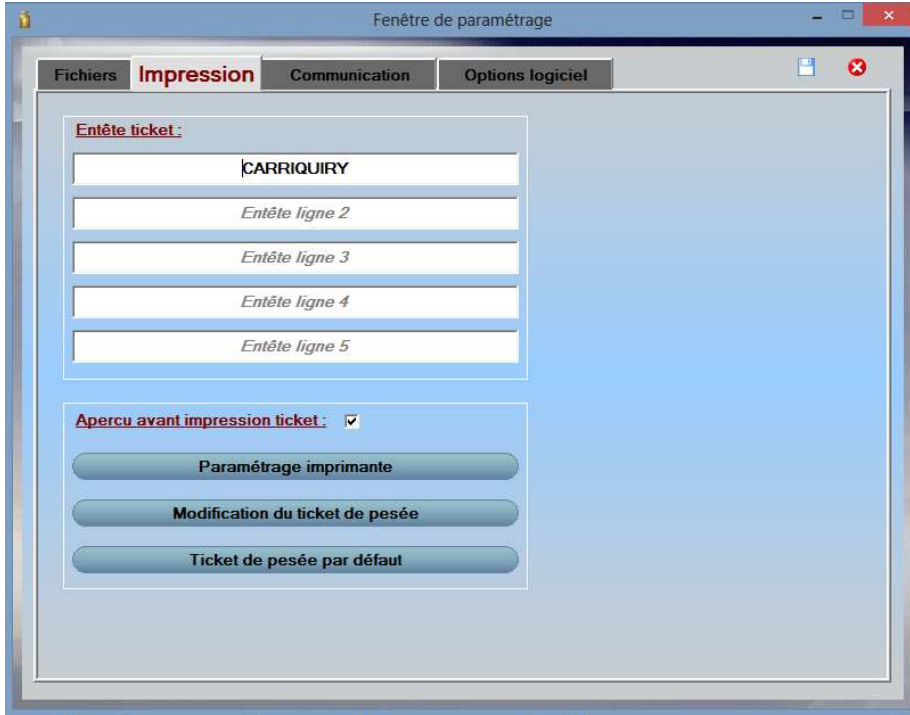 Fenêtre de paramétrage
Fichiers Impression Communication Options logiciel
Entête ticket :
CARRIQUIRY
Entête ligne 2
Entête ligne 3
Entête ligne 4
Entête ligne 5
Apercu avant impression ticket :
Paramétrage imprimante
Modification du ticket de pesée
Ticket de pesée par défaut